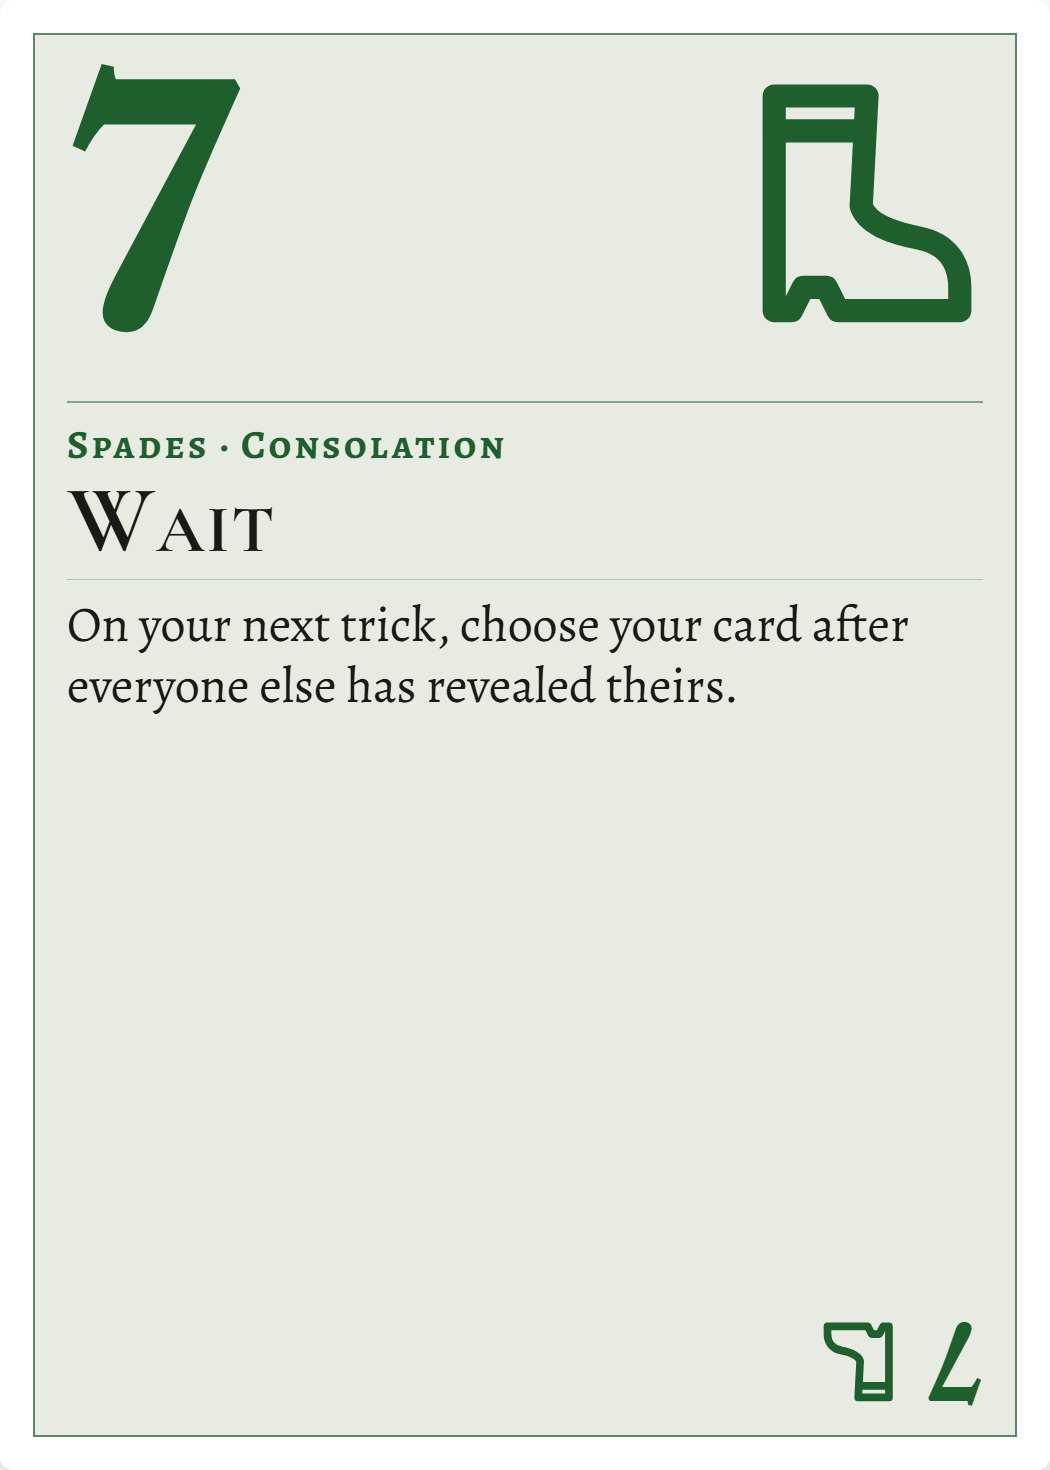 7
Spades · Consolation
Wait
On your next trick, choose your card after
everyone else has revealed theirs.
7